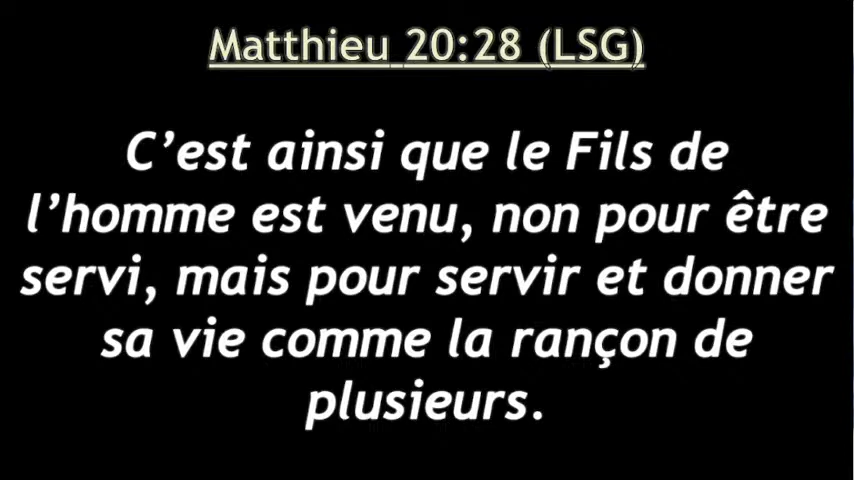 Matthieu 20:28 (LSG)
C’est ainsi que le Fils de
l’homme est venu, non pour être
servi, mais pour servir et donner
sa vie comme la rançon de
plusieurs.